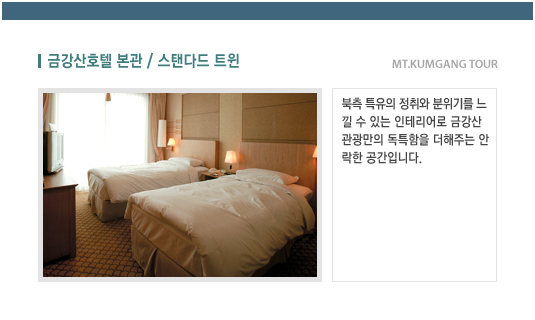 금강산호텔 본관 / 스탠다드 트윈
MT.KUMGANG TOUR
북측 특유의 정취와 분위기를 느
낄 수 있는 인테리어로 금강산
관광만의 독특함을 더해주는 안
락한 공간입니다.